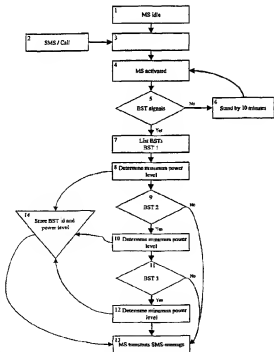 1
MS idle
2
SMS / Call
3
4
MS activated
5
BST signals
No
6
Stand by 10 minutes
Yes
7
List BSTs
BST 1
8 Determine minimum power
level
9
BST 2
No
Yes
14
Store BST id and
power level
10 Determine minimum power
level
11
BST 3
No
Yes
12 Determine minimum power
level
13
MS transmits SMS-message